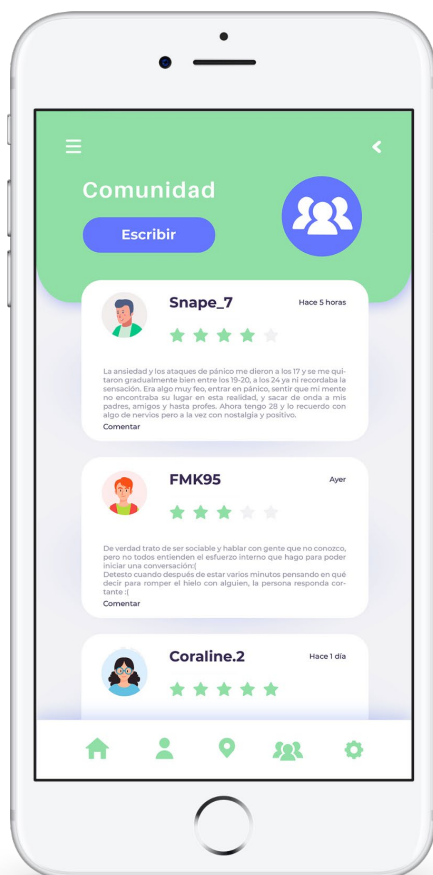 Comunidad
Escribir
Snape_7
Hace 5 horas
La ansiedad y los ataques de pánico me dieron a los 17 y se me qui-
taron gradualmente bien entre los 19-20, a los 24 ya ni recordaba la
sensación. Era algo muy feo, entrar en pánico, sentir que mi mente
no encontraba su lugar en esta realidad, y sacar de onda a mis
padres, amigos y hasta profes. Ahora tengo 28 y lo recuerdo con
algo de nervios pero a la vez con nostalgia y positivo.
Comentar
FMK95
Ayer
De verdad trato de ser sociable y hablar con gente que no conozco,
pero no todos entienden el esfuerzo interno que hago para poder
iniciar una conversación:(
Detesto cuando después de estar varios minutos pensando en qué
decir para romper el hielo con alguien, la persona responda cor-
tante :(
Comentar
Coraline.2
Hace 1 día